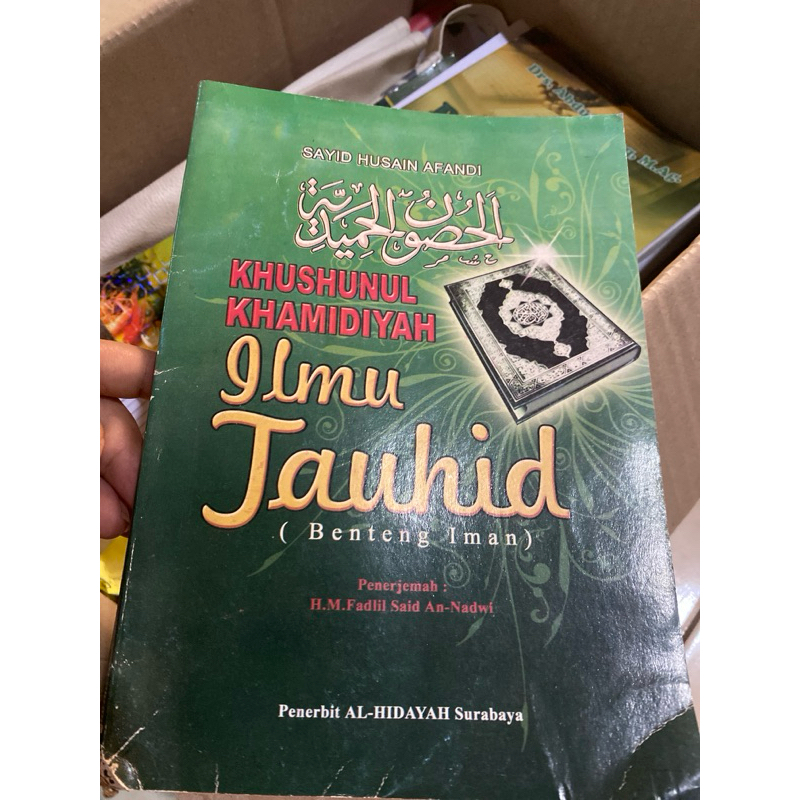 SAYID HUSAIN AFANDI
الحصون الحميدية
KHUSHUNUL
KHAMIDIYAH
Ilmu
Tauhid
( Benteng Iman)
Penerjemah :
H.M.Fadlil Said An-Nadwi
Penerbit AL-HIDAYAH Surabaya
M.Ag.